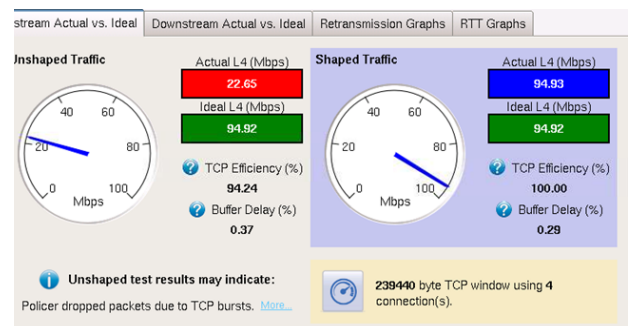 stream Actual vs. Ideal
Downstream Actual vs. Ideal
Retransmission Graphs
RTT Graphs
Unshaped Traffic
Actual L4 (Mbps)
22.65
Ideal L4 (Mbps)
94.92
0
20
40
60
80
100
Mbps
TCP Efficiency (%)
94.24
Buffer Delay (%)
0.37
Shaped Traffic
Actual L4 (Mbps)
94.93
Ideal L4 (Mbps)
94.92
0
20
40
60
80
100
Mbps
TCP Efficiency (%)
100.00
Buffer Delay (%)
0.29
Unshaped test results may indicate:
Policer dropped packets due to TCP bursts. More...
239440 byte TCP window using 4
connection(s).